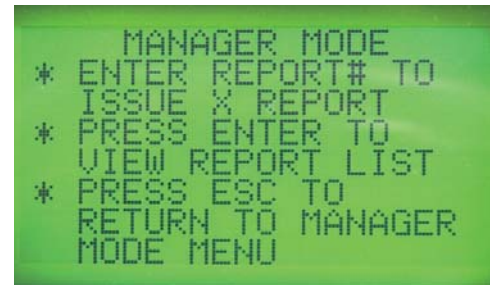 MANAGER MODE
* ENTER REPORT# TO
ISSUE X REPORT
* PRESS ENTER TO
VIEW REPORT LIST
* PRESS ESC TO
RETURN TO MANAGER
MODE MENU